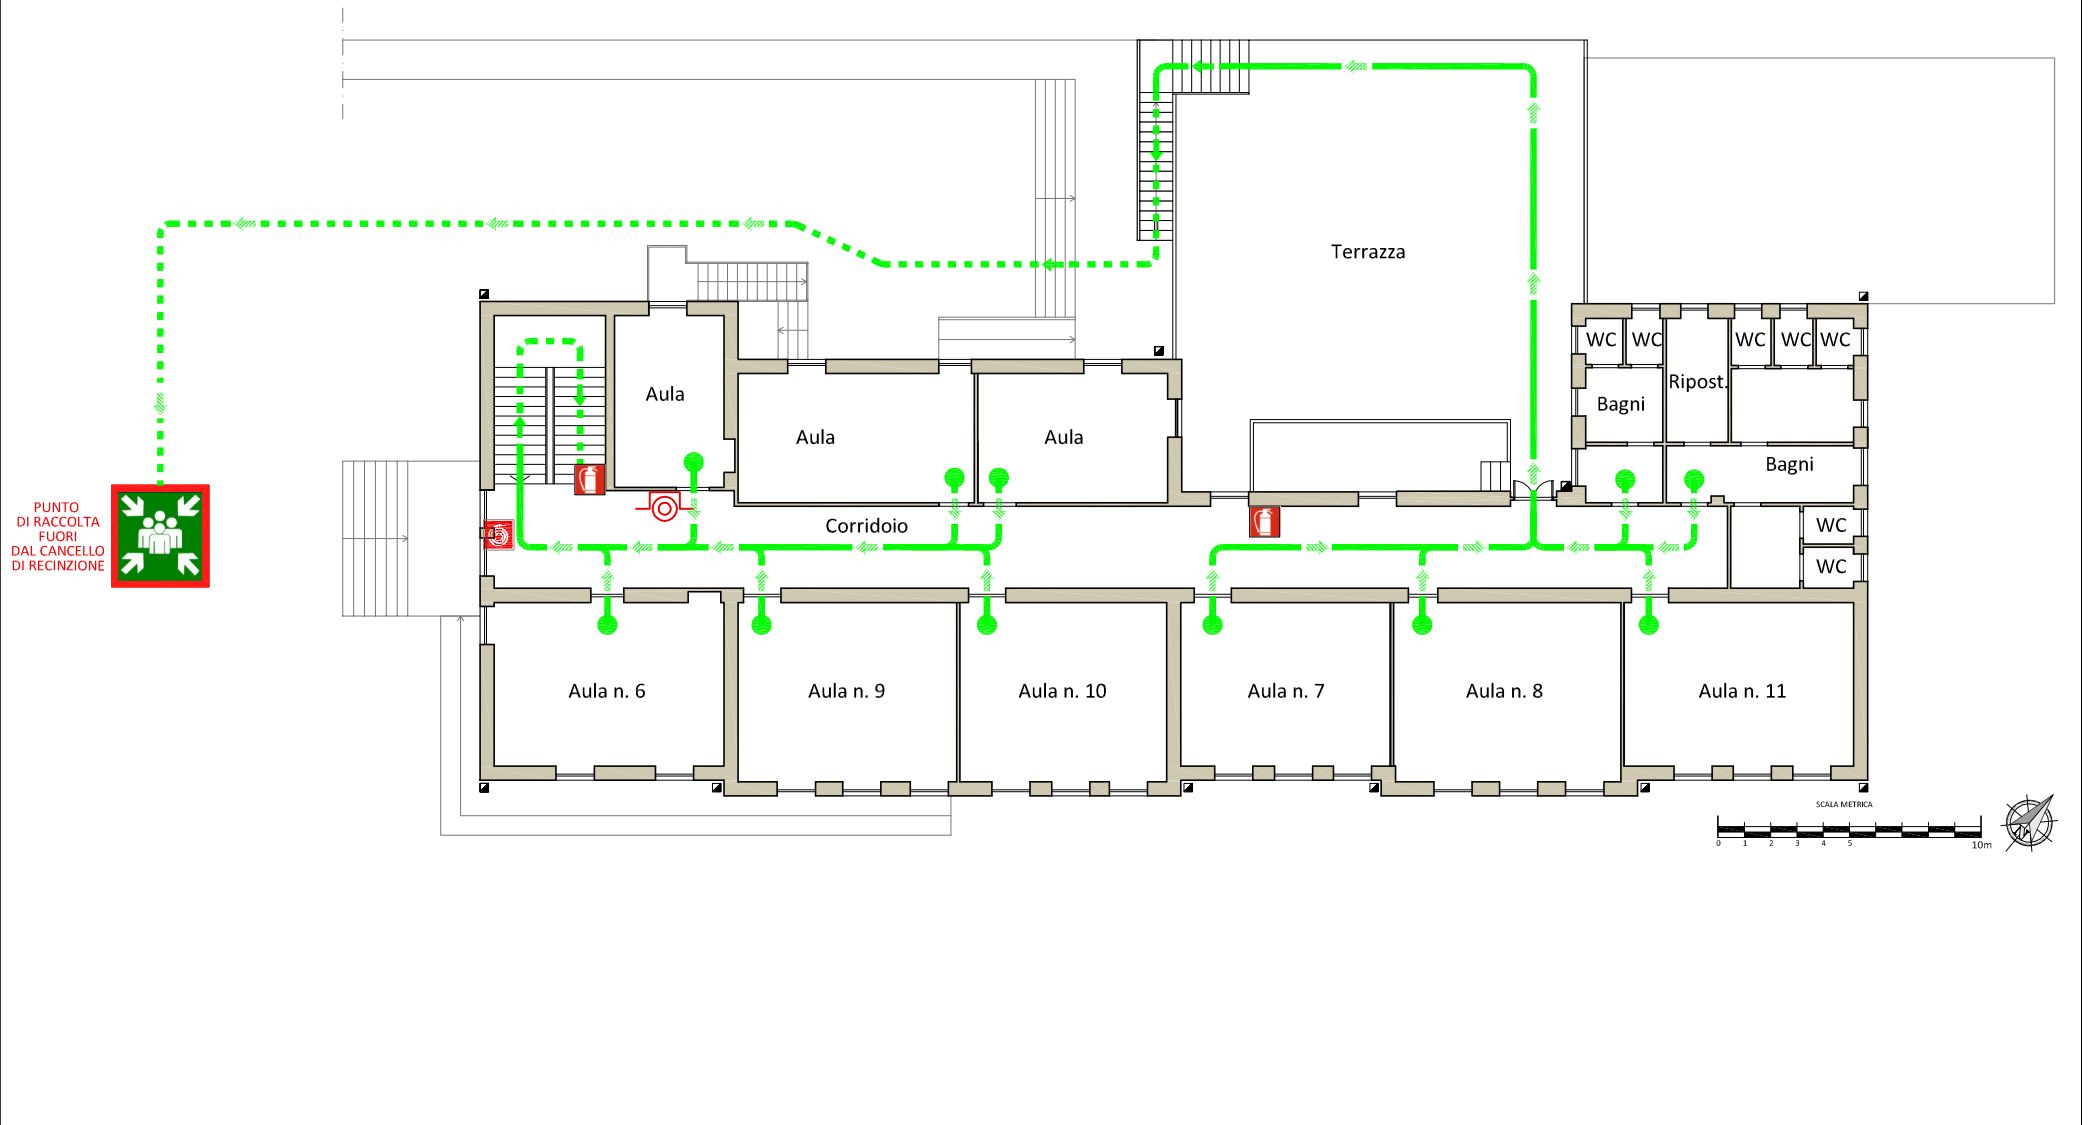 Terrazza
WC
WC
WC
WC
WC
Ripost.
Aula
Bagni
Aula
Aula
Bagni
PUNTO
DI RACCOLTA
FUORI
DAL CANCELLO
DI RECINZIONE
Corridoio
WC
WC
Aula n. 6
Aula n. 9
Aula n. 10
Aula n. 7
Aula n. 8
Aula n. 11
SCALA METRICA
0 1 2 3 4 5 10m